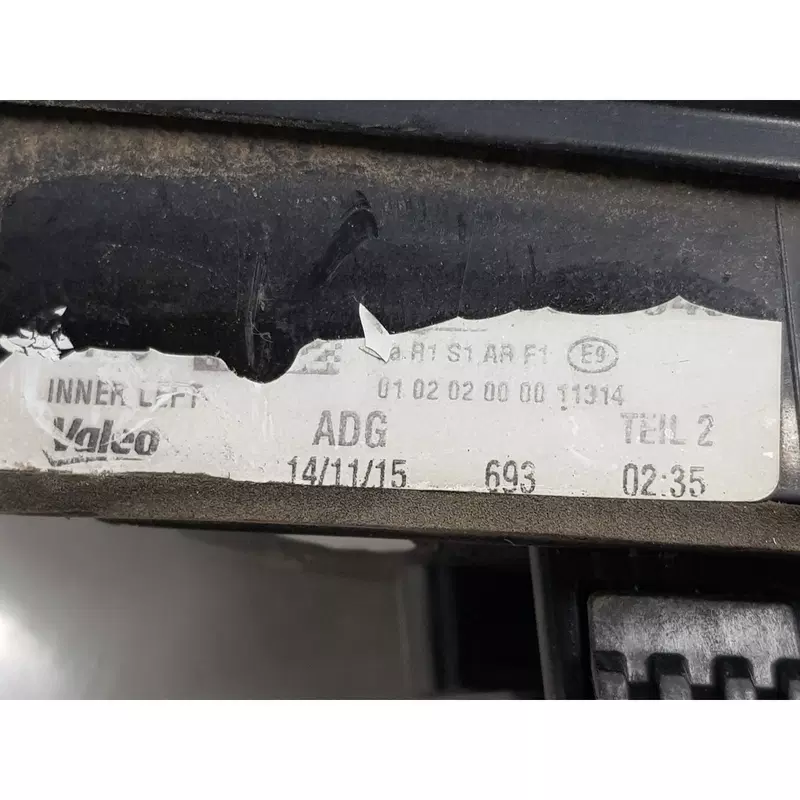 a R1 S1 AR F1 E9
INNER LEFT 01 02 02 00 00 11314
Valeo ADG TEIL 2
14/11/15 693 02:35